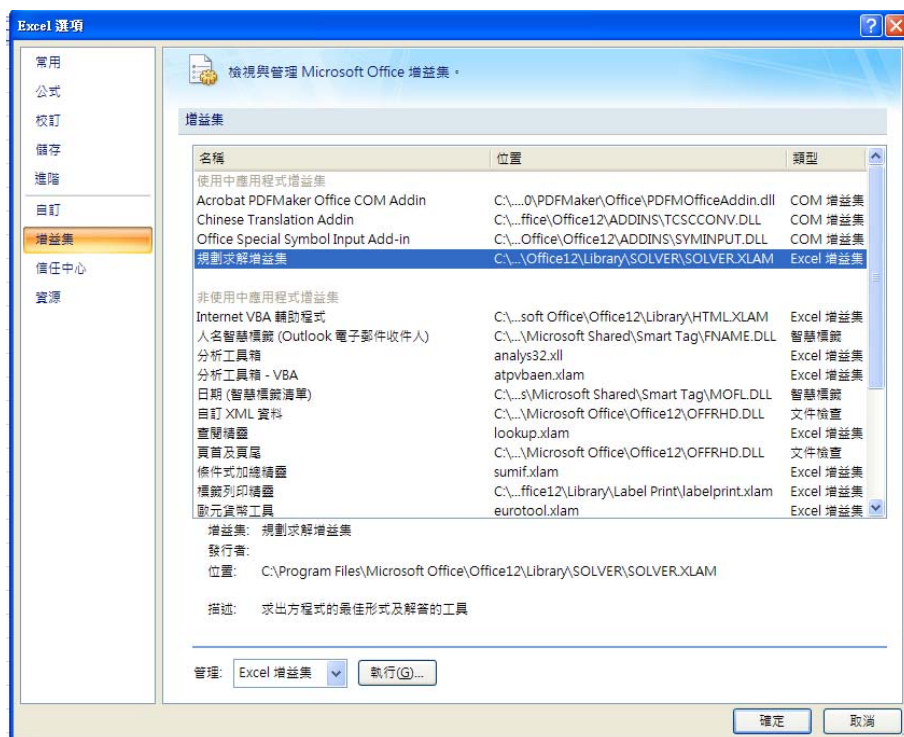 Excel 選項
常用
公式
校訂
儲存
進階
自訂
增益集
信任中心
資源
檢視與管理 Microsoft Office 增益集。
增益集
名稱 位置 類型
使用中應用程式增益集
Acrobat PDFMaker Office COM Addin C:\....0\PDFMaker\Office\PDFMOfficeAddin.dll COM 增益集
Chinese Translation Addin C:\...ffice\Office12\ADDINS\TCSCCONV.DLL COM 增益集
Office Special Symbol Input Add-in C:\...Office\Office12\ADDINS\SYMINPUT.DLL COM 增益集
規劃求解增益集 C:\...\Office12\Library\SOLVER\SOLVER.XLAM Excel 增益集
非使用中應用程式增益集
Internet VBA 輔助程式 C:\...soft Office\Office12\Library\HTML.XLAM Excel 增益集
人名智慧標籤 (Outlook 電子郵件收件人) C:\...\Microsoft Shared\Smart Tag\FNAME.DLL 智慧標籤
分析工具箱 analys32.xll Excel 增益集
分析工具箱 - VBA atpvbaen.xlam Excel 增益集
日期 (智慧標籤清單) C:\...s\Microsoft Shared\Smart Tag\MOFL.DLL 智慧標籤
自訂 XML 資料 C:\...\Microsoft Office\Office12\OFFRHD.DLL 文件檢查
查閱精靈 lookup.xlam Excel 增益集
頁首及頁尾 C:\...\Microsoft Office\Office12\OFFRHD.DLL 文件檢查
條件式加總精靈 sumif.xlam Excel 增益集
標籤列印精靈 C:\...ffice12\Library\Label Print\labelprint.xlam Excel 增益集
歐元貨幣工具 eurotool.xlam Excel 增益集
增益集: 規劃求解增益集
發行者:
位置: C:\Program Files\Microsoft Office\Office12\Library\SOLVER\SOLVER.XLAM
描述: 求出方程式的最佳形式及解答的工具
管理: Excel 增益集 執行(G)...
確定 取消